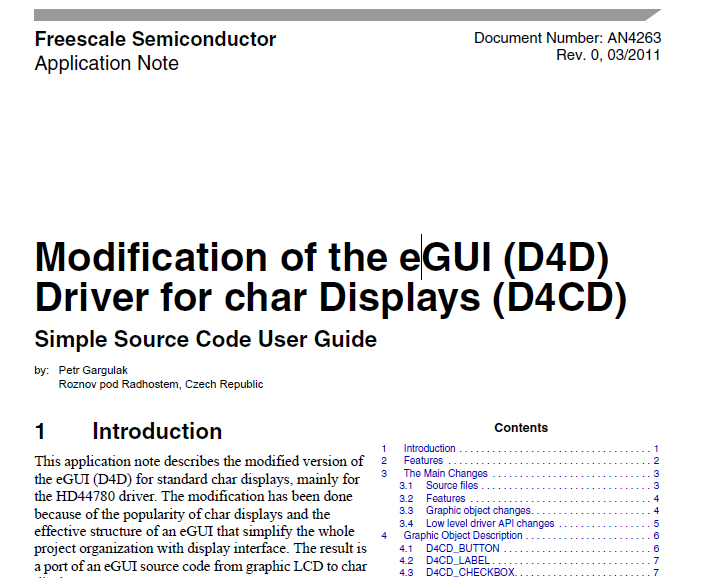 Freescale Semiconductor
Application Note
Document Number: AN4263
Rev. 0, 03/2011
Modification of the eGUI (D4D)
Driver for char Displays (D4CD)
Simple Source Code User Guide
by: Petr Gargulak
Roznov pod Radhostem, Czech Republic
1 Introduction
This application note describes the modified version of
the eGUI (D4D) for standard char displays, mainly for
the HD44780 driver. The modification has been done
because of the popularity of char displays and the
effective structure of an eGUI that simplify the whole
project organization with display interface. The result is
a port of an eGUI source code from graphic LCD to char
Contents
1 Introduction . . . . . . . . . . . . . . . . . . . . . . . . . . . . . . . . . . . 1
2 Features . . . . . . . . . . . . . . . . . . . . . . . . . . . . . . . . . . . . . 2
3 The Main Changes . . . . . . . . . . . . . . . . . . . . . . . . . . . . . 3
3.1 Source files . . . . . . . . . . . . . . . . . . . . . . . . . . . . . . . 3
3.2 Features . . . . . . . . . . . . . . . . . . . . . . . . . . . . . . . . . 4
3.3 Graphic object changes. . . . . . . . . . . . . . . . . . . . . . 4
3.4 Low level driver API changes . . . . . . . . . . . . . . . . . 5
4 Graphic Object Description . . . . . . . . . . . . . . . . . . . . . . . 6
4.1 D4CD_BUTTON . . . . . . . . . . . . . . . . . . . . . . . . . . . 6
4.2 D4CD_LABEL . . . . . . . . . . . . . . . . . . . . . . . . . . . . . 7
4.3 D4CD_CHECKBOX. . . . . . . . . . . . . . . . . . . . . . . . . 7